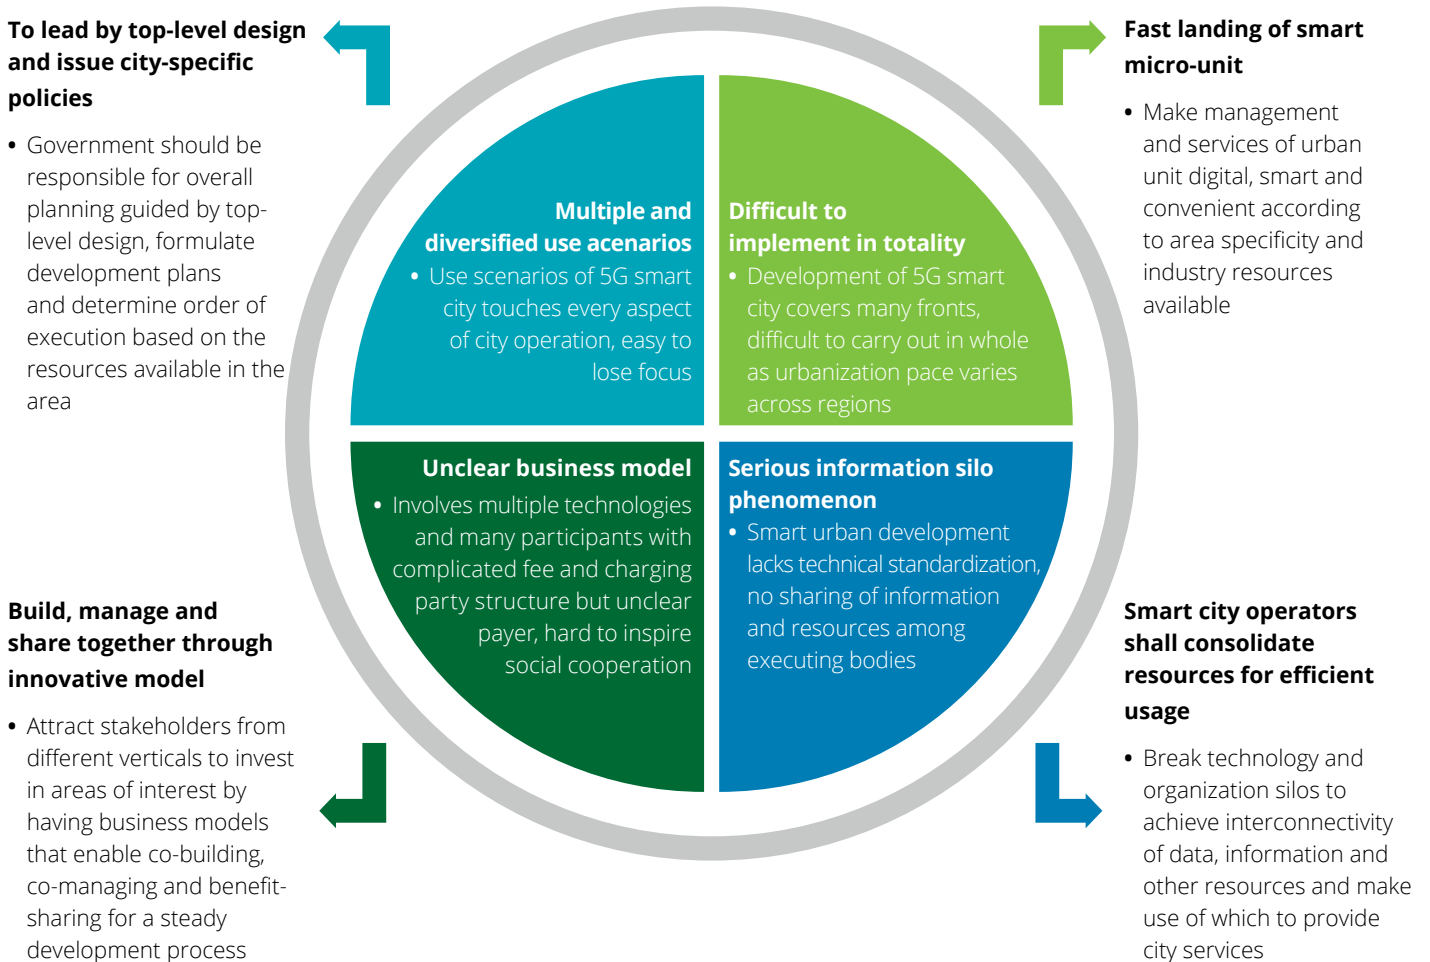 To lead by top-level design
and issue city-specific
policies
• Government should be
responsible for overall
planning guided by top-
level design, formulate
development plans
and determine order of
execution based on the
resources available in the
area
Multiple and
diversified use acenarios
• Use scenarios of 5G smart
city touches every aspect
of city operation, easy to
lose focus
Difficult to
implement in totality
• Development of 5G smart
city covers many fronts,
difficult to carry out in whole
as urbanization pace varies
across regions
Fast landing of smart
micro-unit
• Make management
and services of urban
unit digital, smart and
convenient according
to area specificity and
industry resources
available
Build, manage and
share together through
innovative model
• Attract stakeholders from
different verticals to invest
in areas of interest by
having business models
that enable co-building,
co-managing and benefit-
sharing for a steady
development process
Unclear business model
• Involves multiple technologies
and many participants with
complicated fee and charging
party structure but unclear
payer, hard to inspire
social cooperation
Serious information silo
phenomenon
• Smart urban development
lacks technical standardization,
no sharing of information
and resources among
executing bodies
Smart city operators
shall consolidate
resources for efficient
usage
• Break technology and
organization silos to
achieve interconnectivity
of data, information and
other resources and make
use of which to provide
city services